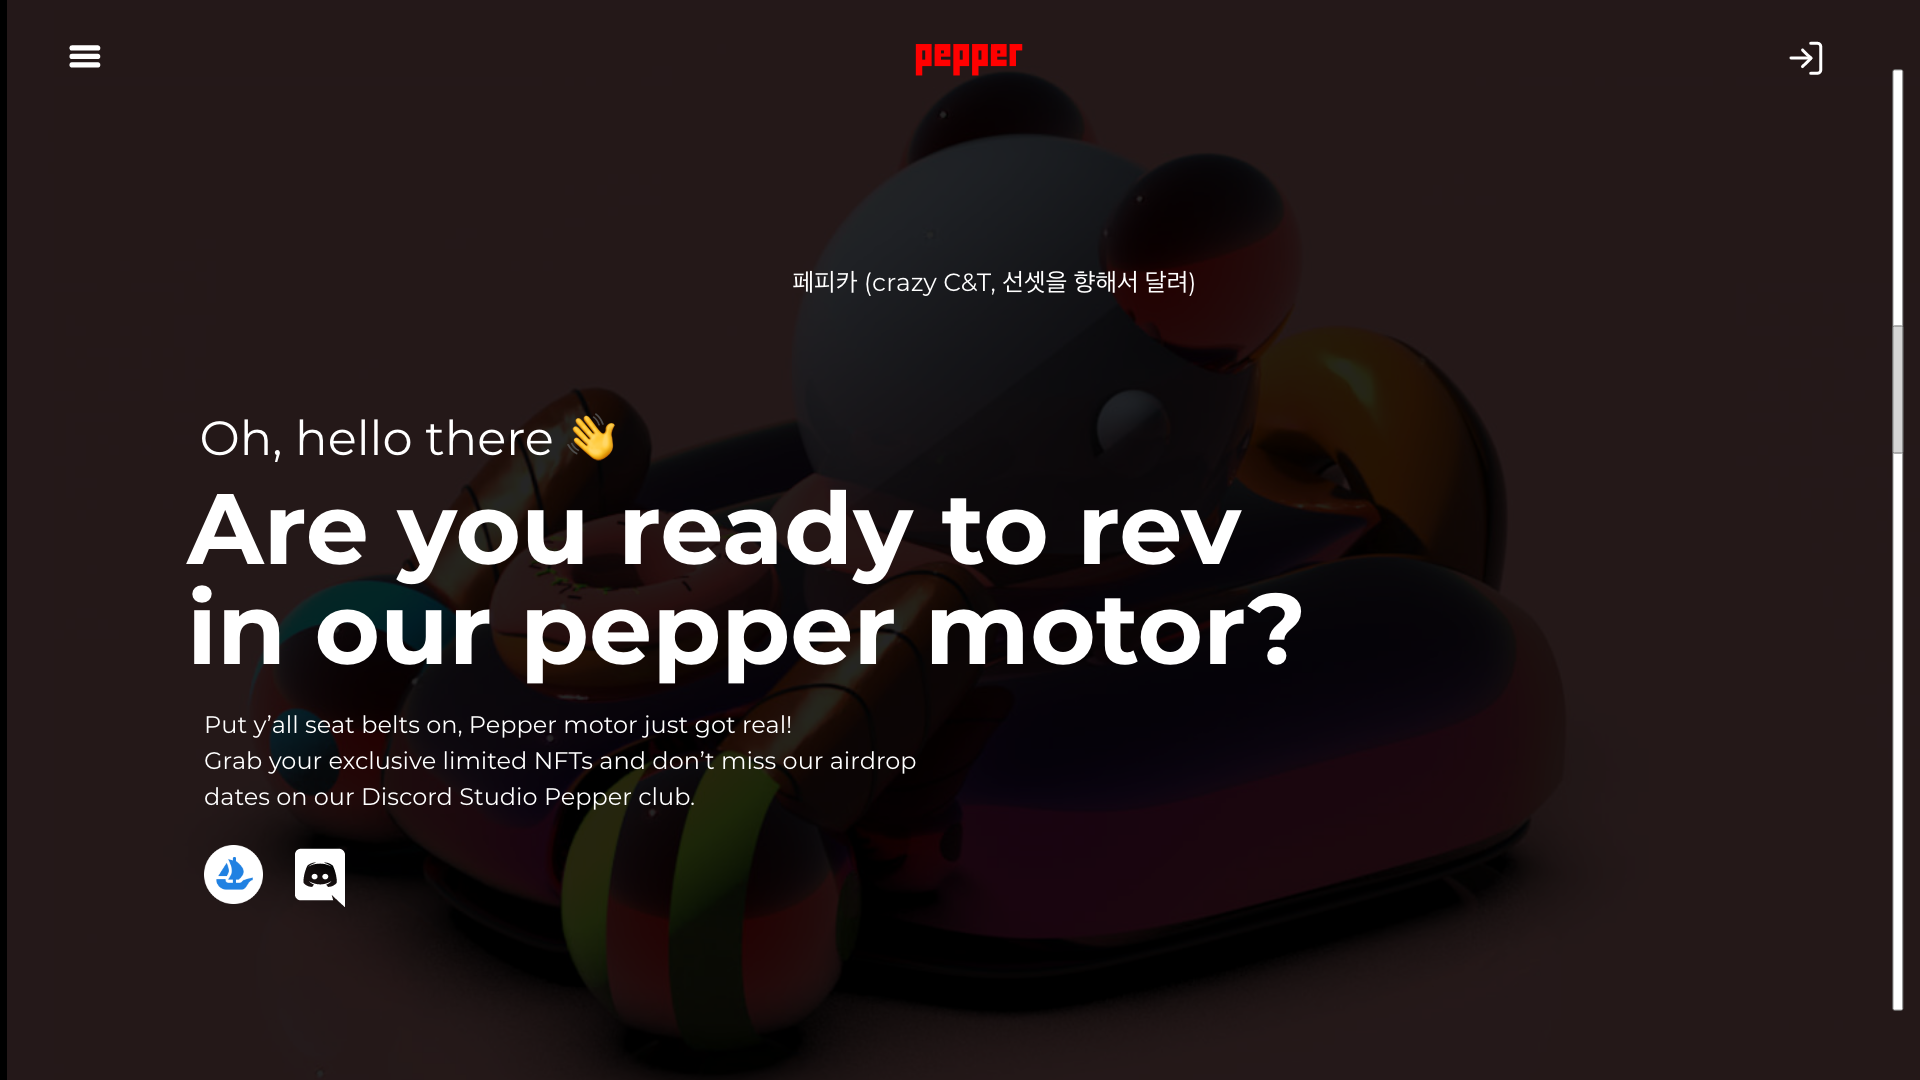 pepper
페피카 (crazy C&T, 선셋을 향해서 달려)
Oh, hello there 👋
Are you ready to rev
in our pepper motor?
Put y’all seat belts on, Pepper motor just got real!
Grab your exclusive limited NFTs and don’t miss our airdrop
dates on our Discord Studio Pepper club.